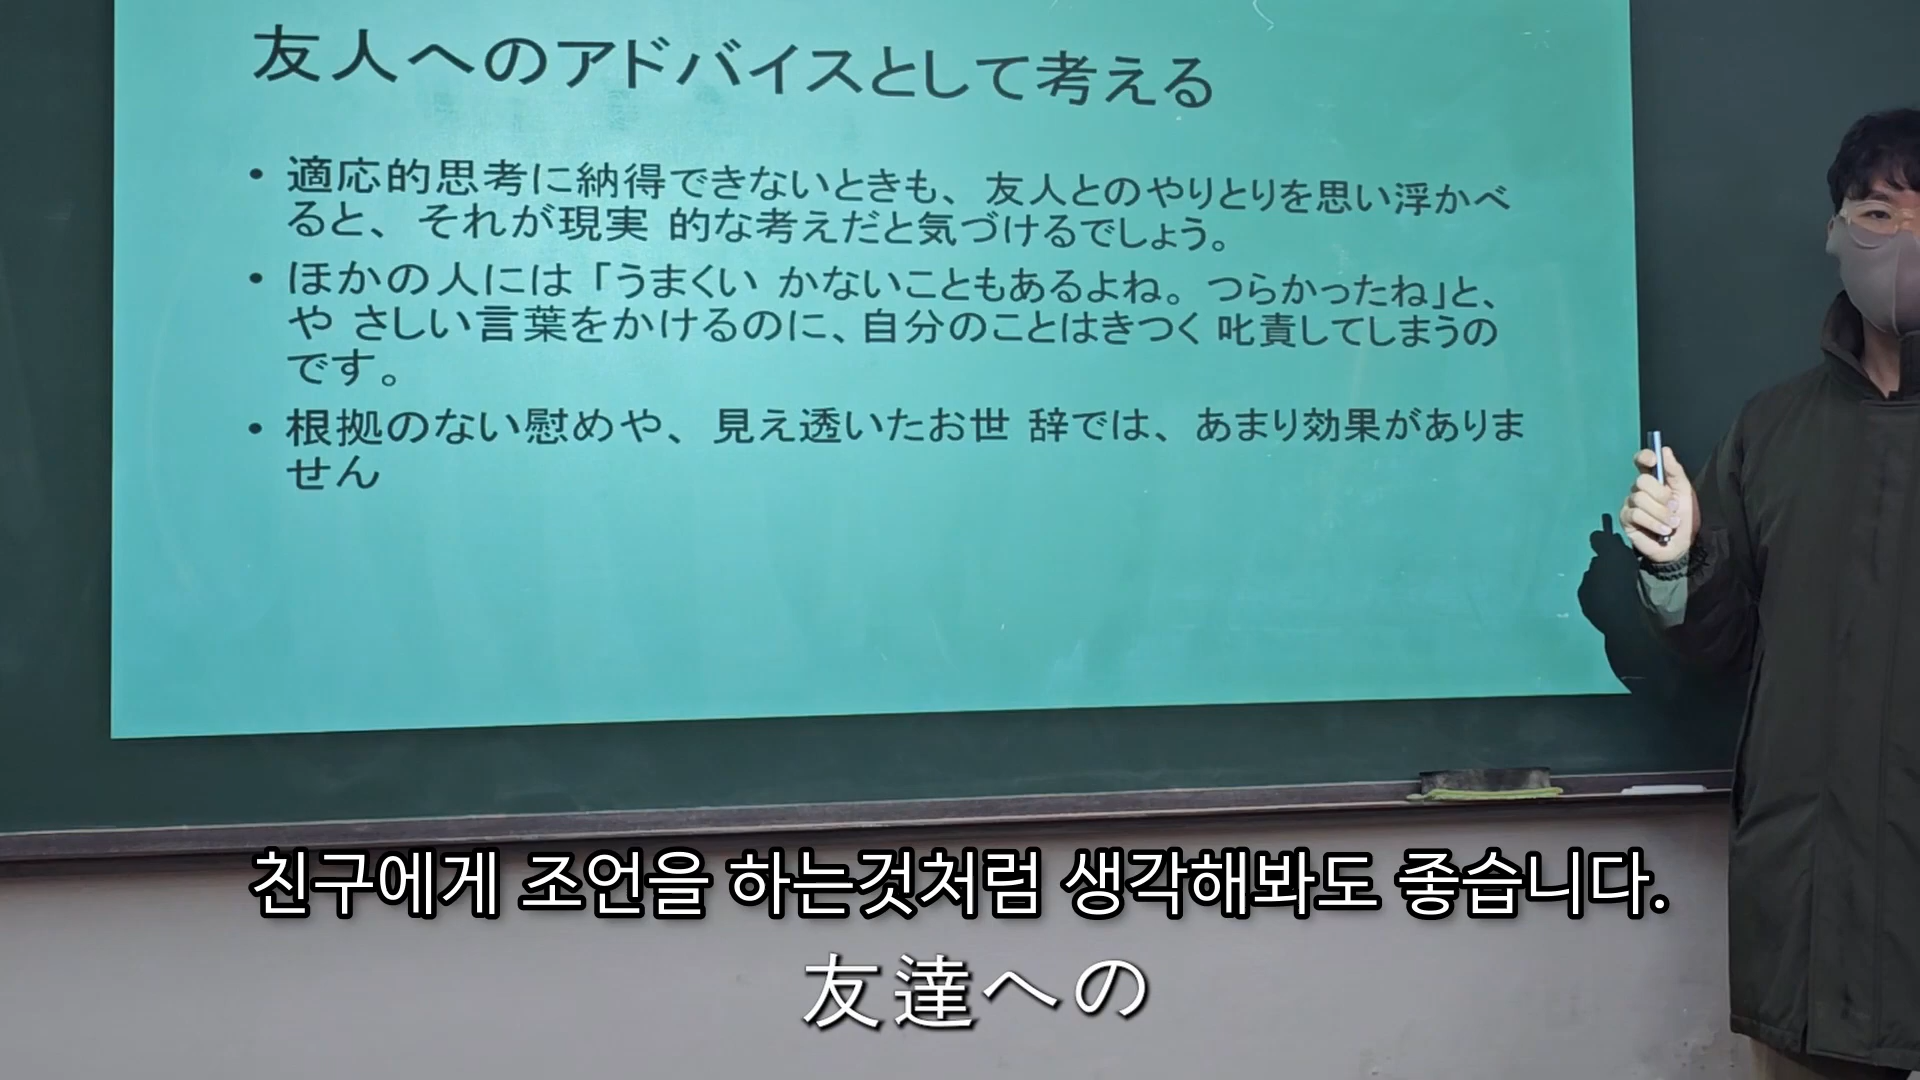 友人へのアドバイスとして考える
• 適応的思考に納得できないときも、友人とのやりとりを思い浮かべ
ると、それが現実 的な考えだと気づけるでしょう。
• ほかの人には「うまくい かないこともあるよね。つらかったね」と、
や さしい言葉をかけるのに、自分のことはきつく 叱責してしまうの
です。
• 根拠のない慰めや、見え透いたお世 辞では、あまり効果がありま
せん
친구에게 조언을 하는것처럼 생각해봐도 좋습니다.
友達への